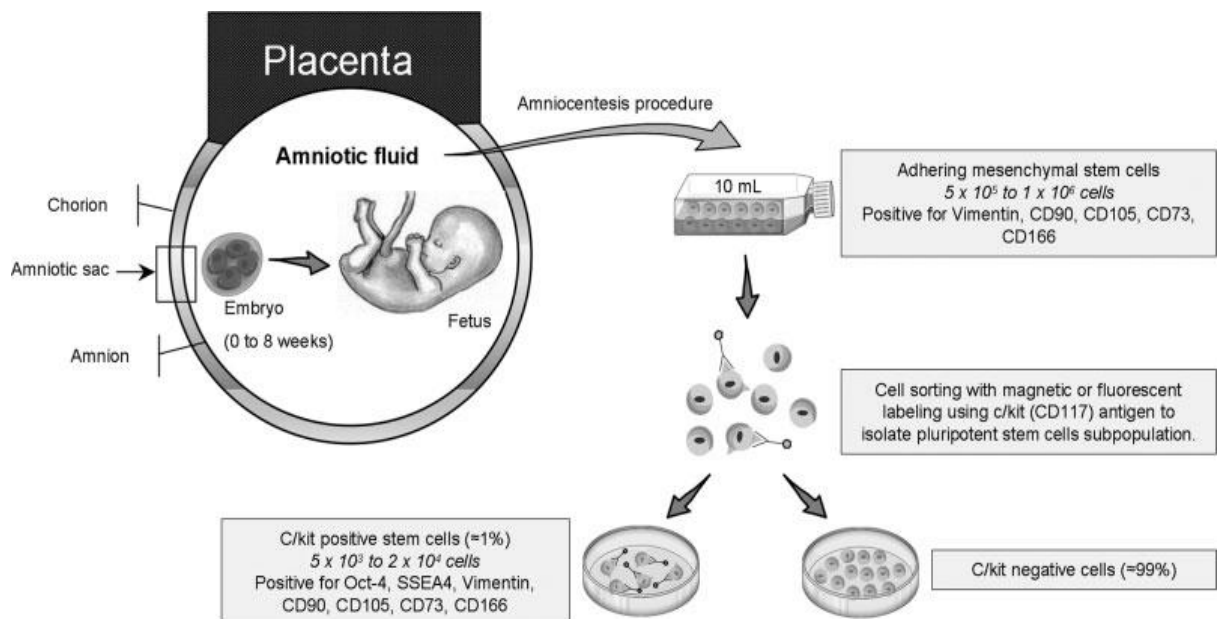 Placenta
Amniocentesis procedure
Amniotic fluid
10 mL
Adhering mesenchymal stem cells
5 x 10⁵ to 1 x 10⁶ cells
Positive for Vimentin, CD90, CD105, CD73,
CD166
Chorion
Amniotic sac
Embryo
(0 to 8 weeks)
Fetus
Amnion
Cell sorting with magnetic or fluorescent
labeling using c/kit (CD117) antigen to
isolate pluripotent stem cells subpopulation.
C/kit positive stem cells (≈1%)
5 x 10³ to 2 x 10⁴ cells
Positive for Oct-4, SSEA4, Vimentin,
CD90, CD105, CD73, CD166
C/kit negative cells (≈99%)